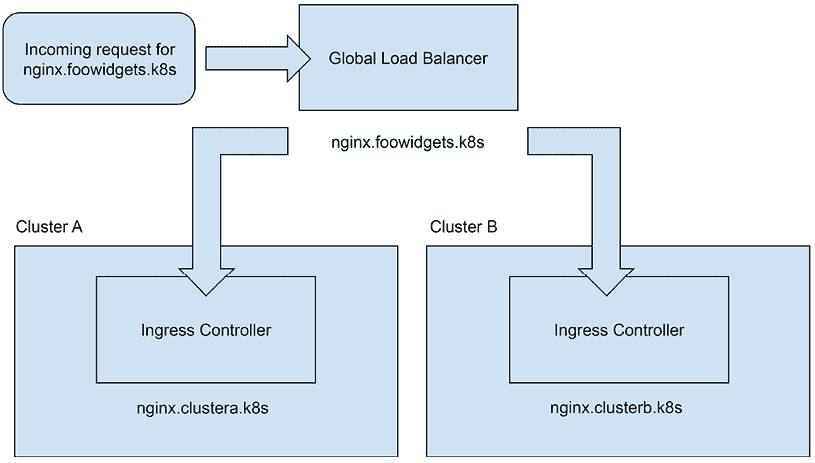 Incoming request for
nginx.foowidgets.k8s
Global Load Balancer
nginx.foowidgets.k8s
Cluster A
Cluster B
Ingress Controller
Ingress Controller
nginx.clustera.k8s
nginx.clusterb.k8s